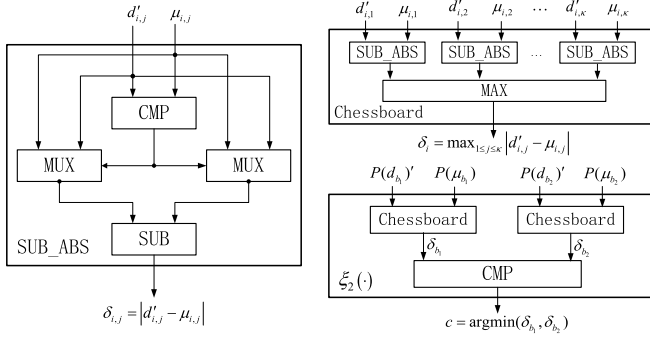 d′_{i,j} μ_{i,j}
CMP
MUX MUX
SUB
SUB_ABS
δ_{i,j} = |d′_{i,j} − μ_{i,j}|
d′_{i,1} μ_{i,1} d′_{i,2} μ_{i,2} ··· d′_{i,κ} μ_{i,κ}
SUB_ABS SUB_ABS ... SUB_ABS
MAX
Chessboard
δ_i = max_{1≤j≤κ} |d′_{i,j} − μ_{i,j}|
P(d_{b_1})′ P(μ_{b_1}) P(d_{b_2})′ P(μ_{b_2})
Chessboard Chessboard
δ_{b_1} δ_{b_2}
CMP
ξ_2(·)
c = argmin(δ_{b_1}, δ_{b_2})